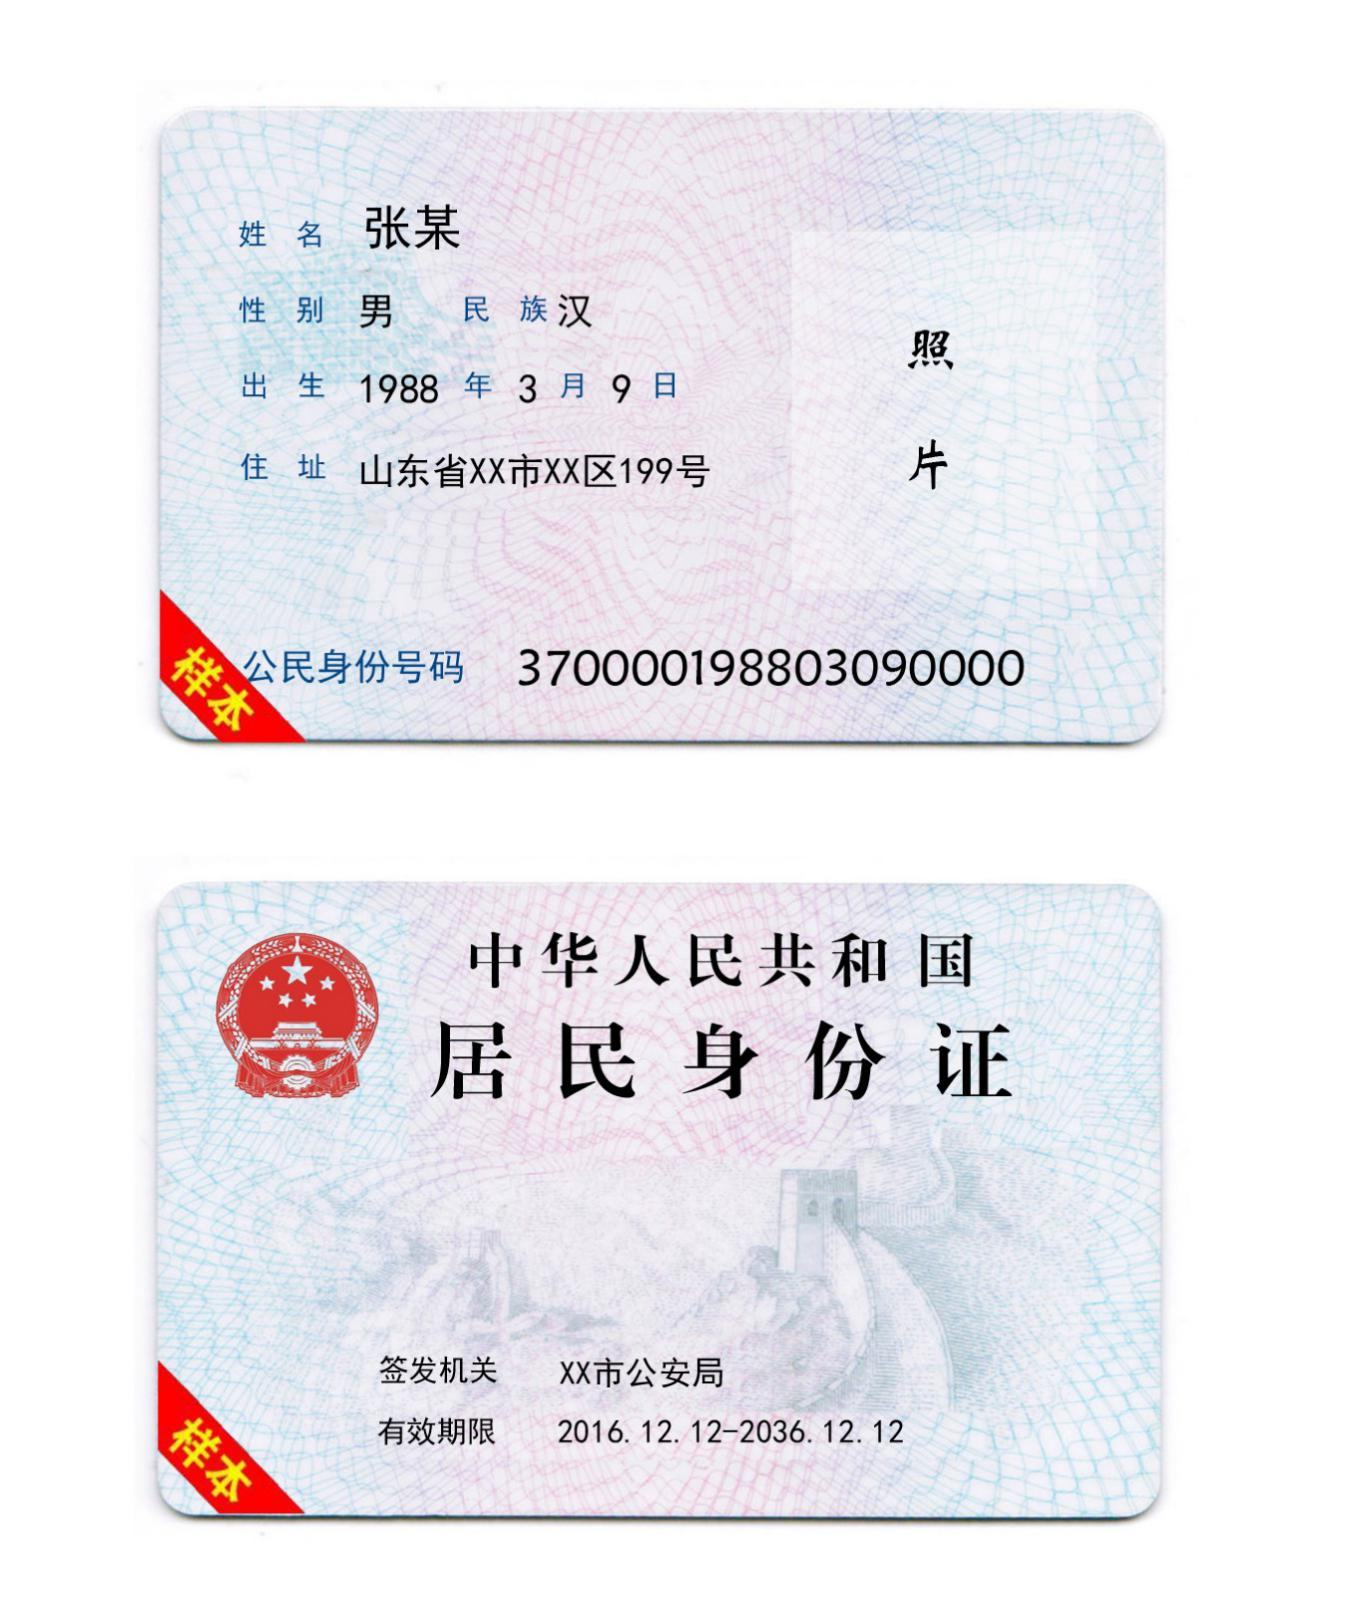 姓名 张某
性别 男 民族 汉
出生 1988 年 3 月 9 日
住址 山东省XX市XX区199号
照
片
公民身份号码 370000198803090000
样本
中华人民共和国
居民身份证
签发机关 XX市公安局
有效期限 2016.12.12-2036.12.12
样本